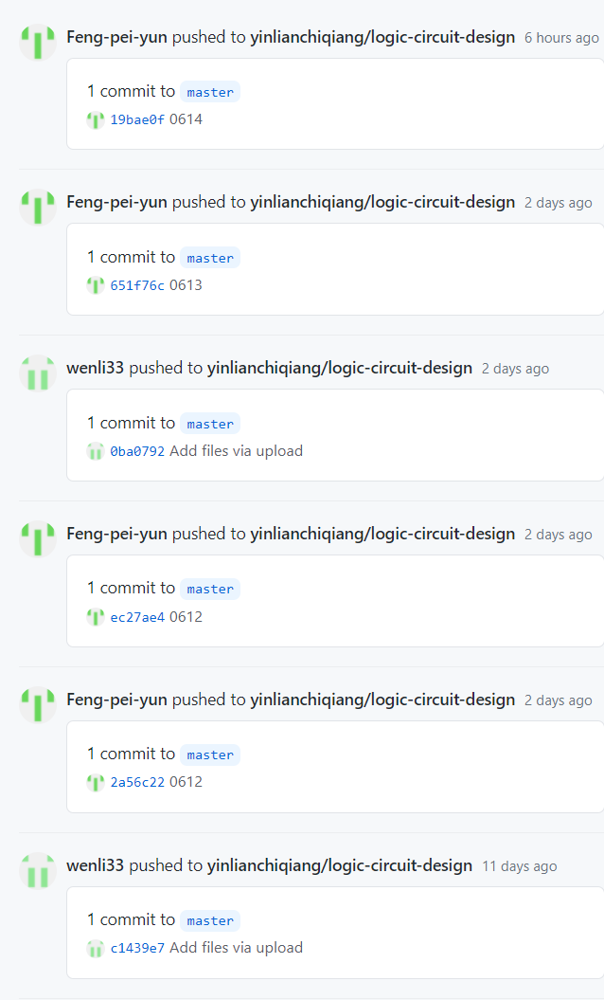 Feng-pei-yun pushed to yinlianchiqiang/logic-circuit-design 6 hours ago
1 commit to master
19bae0f 0614
Feng-pei-yun pushed to yinlianchiqiang/logic-circuit-design 2 days ago
1 commit to master
651f76c 0613
wenli33 pushed to yinlianchiqiang/logic-circuit-design 2 days ago
1 commit to master
0ba0792 Add files via upload
Feng-pei-yun pushed to yinlianchiqiang/logic-circuit-design 2 days ago
1 commit to master
ec27ae4 0612
Feng-pei-yun pushed to yinlianchiqiang/logic-circuit-design 2 days ago
1 commit to master
2a56c22 0612
wenli33 pushed to yinlianchiqiang/logic-circuit-design 11 days ago
1 commit to master
c1439e7 Add files via upload